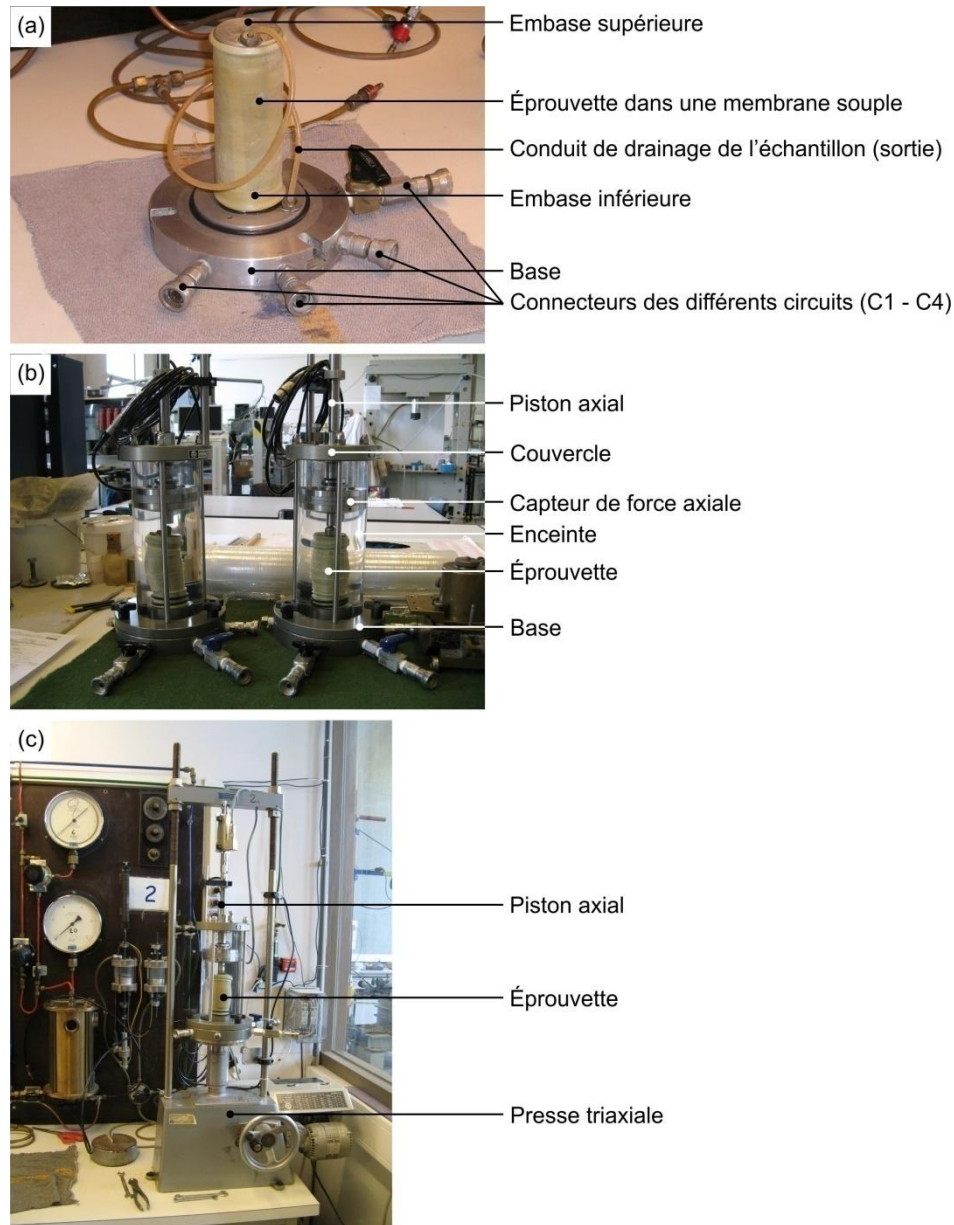 (a)
Embase supérieure
Éprouvette dans une membrane souple
Conduit de drainage de l'échantillon (sortie)
Embase inférieure
Base
Connecteurs des différents circuits (C1 - C4)
(b)
Piston axial
Couvercle
Capteur de force axiale
Enceinte
Éprouvette
Base
(c)
2
2
Piston axial
Éprouvette
Presse triaxiale